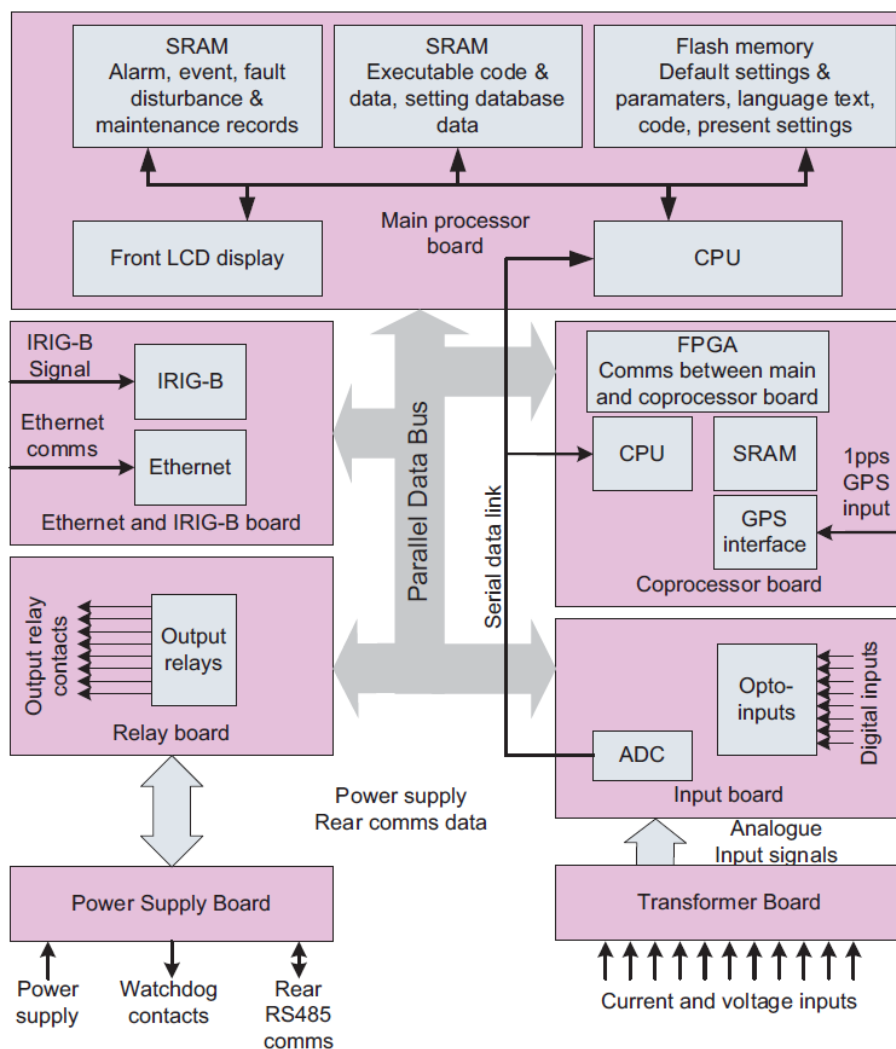 SRAM
Alarm, event, fault
disturbance &
maintenance records
SRAM
Executable code &
data, setting database
data
Flash memory
Default settings &
paramaters, language text,
code, present settings
Front LCD display
Main processor
board
CPU
IRIG-B
Signal
IRIG-B
Ethernet
comms
Ethernet
Ethernet and IRIG-B board
Parallel Data Bus
Serial data link
FPGA
Comms between main
and coprocessor board
CPU
SRAM
1pps
GPS
input
GPS
interface
Coprocessor board
Output relay
contacts
Output
relays
Relay board
Opto-
inputs
Digital inputs
ADC
Input board
Power supply
Rear comms data
Analogue
Input signals
Power Supply Board
Transformer Board
Power
supply
Watchdog
contacts
Rear
RS485
comms
Current and voltage inputs